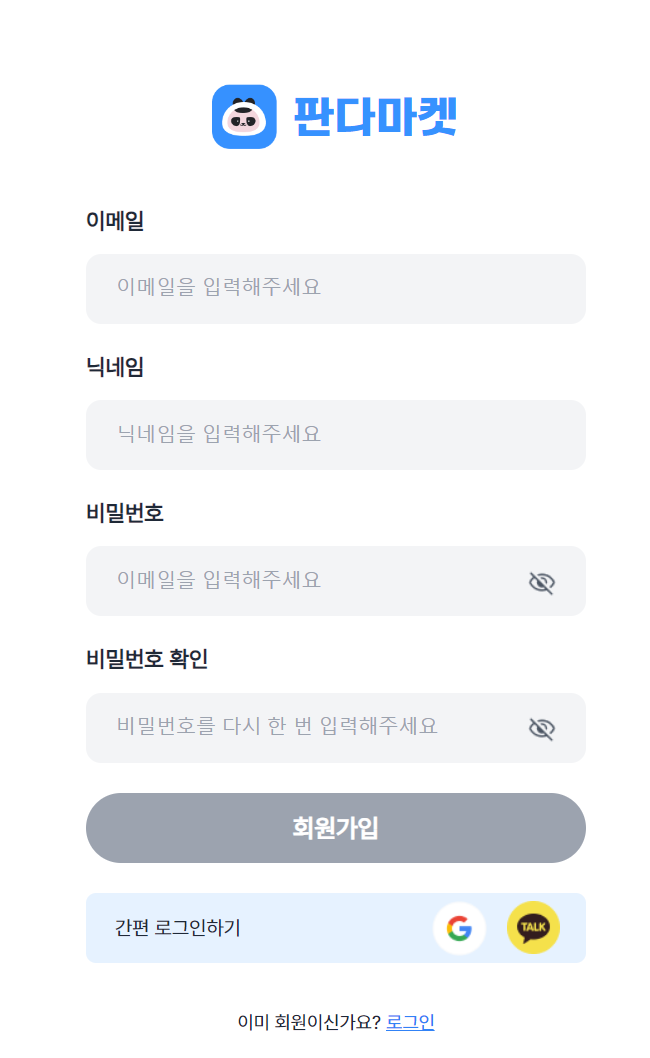 판다마켓
이메일
이메일을 입력해주세요
닉네임
닉네임을 입력해주세요
비밀번호
이메일을 입력해주세요
비밀번호 확인
비밀번호를 다시 한 번 입력해주세요
회원가입
간편 로그인하기
TALK
이미 회원이신가요? 로그인